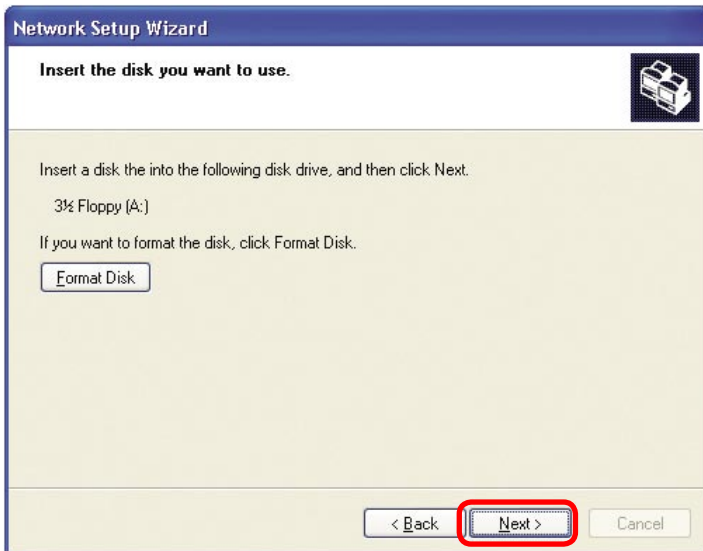 Network Setup Wizard
Insert the disk you want to use.
Insert a disk the into the following disk drive, and then click Next.
3½ Floppy (A:)
If you want to format the disk, click Format Disk.
Format Disk
< Back Next > Cancel